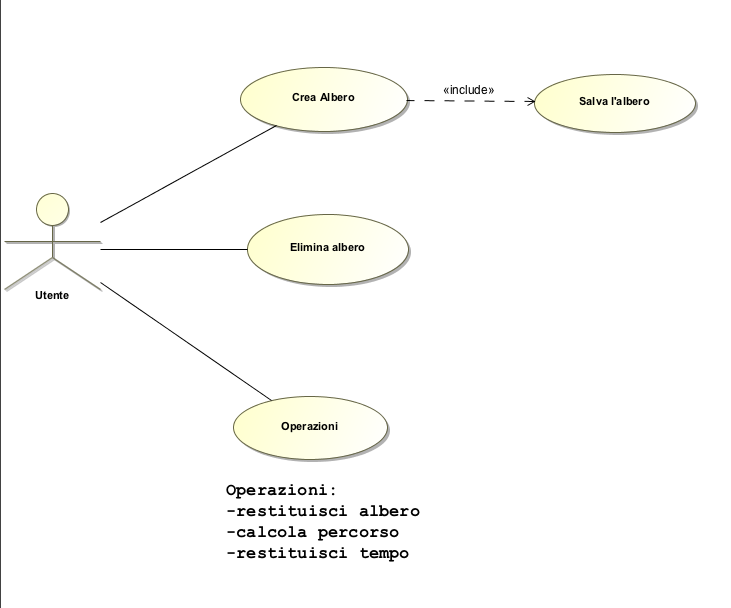 Crea Albero
«include»
Salva l'albero
Elimina albero
Utente
Operazioni
Operazioni:
-restituisci albero
-calcola percorso
-restituisci tempo